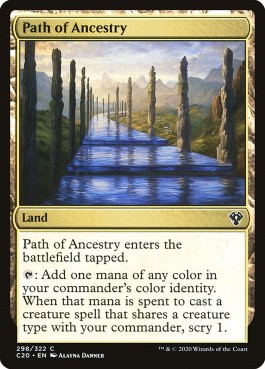 Path of Ancestry
Land
Path of Ancestry enters the
battlefield tapped.
: Add one mana of any color in
your commander's color identity.
When that mana is spent to cast a
creature spell that shares a creature
type with your commander, scry 1.
298/322 C
C20 • EN ALAYNA DANNER
™ & © 2020 Wizards of the Coast